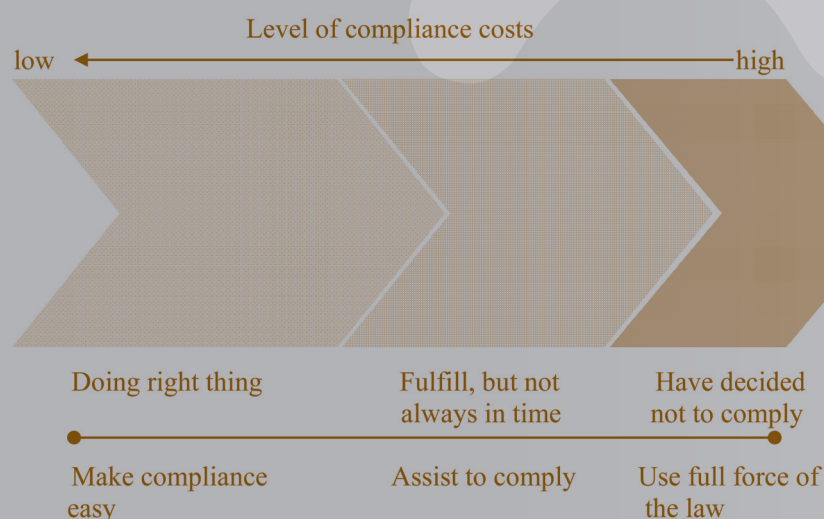 Level of compliance costs
low
high
Doing right thing
Fulfill, but not
always in time
Have decided
not to comply
Make compliance
easy
Assist to comply
Use full force of
the law